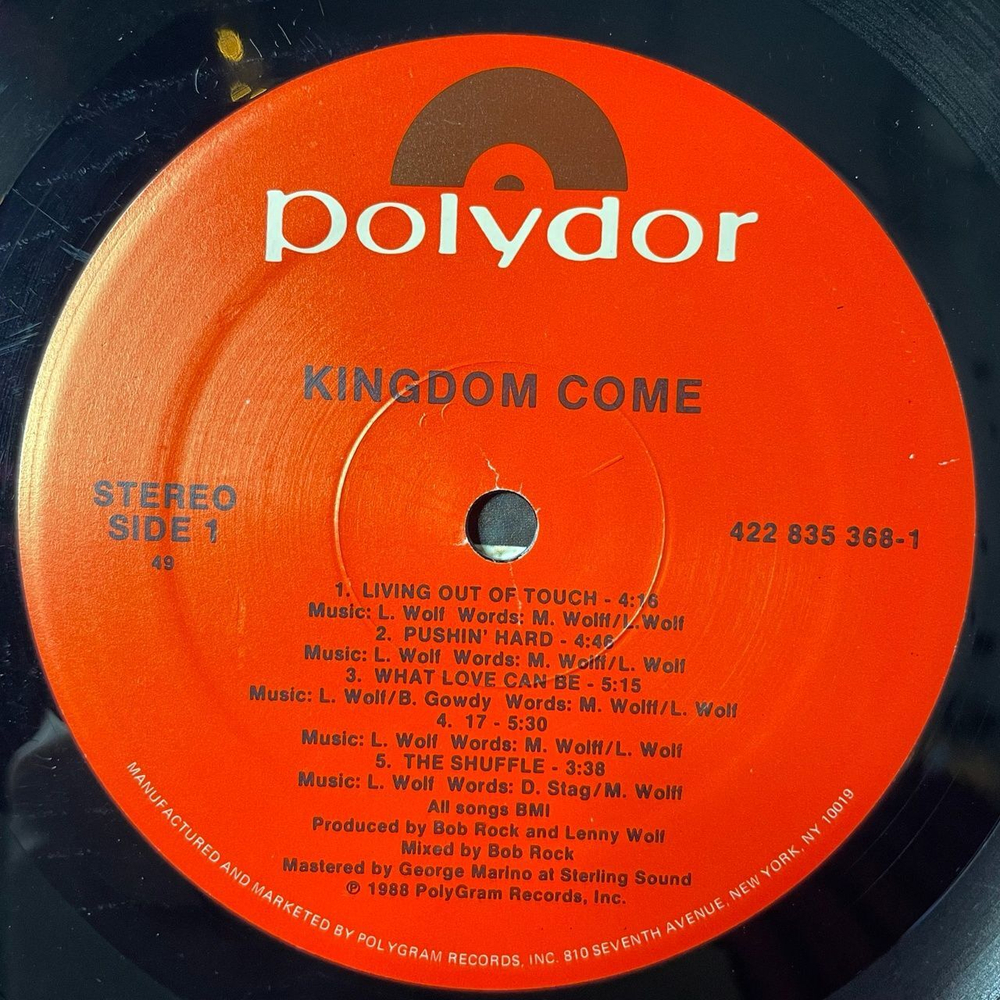 polydor
KINGDOM COME
STEREO
SIDE 1
49
422 835 368-1
1. LIVING OUT OF TOUCH - 4:16
Music: L. Wolf Words: M. Wolff/L. Wolf
2. PUSHIN' HARD - 4:46
Music: L. Wolf Words: M. Wolff/L. Wolf
3. WHAT LOVE CAN BE - 5:15
Music: L. Wolf/B. Gowdy Words: M. Wolff/L. Wolf
4. 17 - 5:30
Music: L. Wolf Words: M. Wolff/L. Wolf
5. THE SHUFFLE - 3:38
Music: L. Wolf Words: D. Stag/M. Wolff
All songs BMI
Produced by Bob Rock and Lenny Wolf
Mixed by Bob Rock
Mastered by George Marino at Sterling Sound
℗ 1988 PolyGram Records, Inc.
MANUFACTURED AND MARKETED BY POLYGRAM RECORDS, INC. 810 SEVENTH AVENUE, NEW YORK, NY 10019